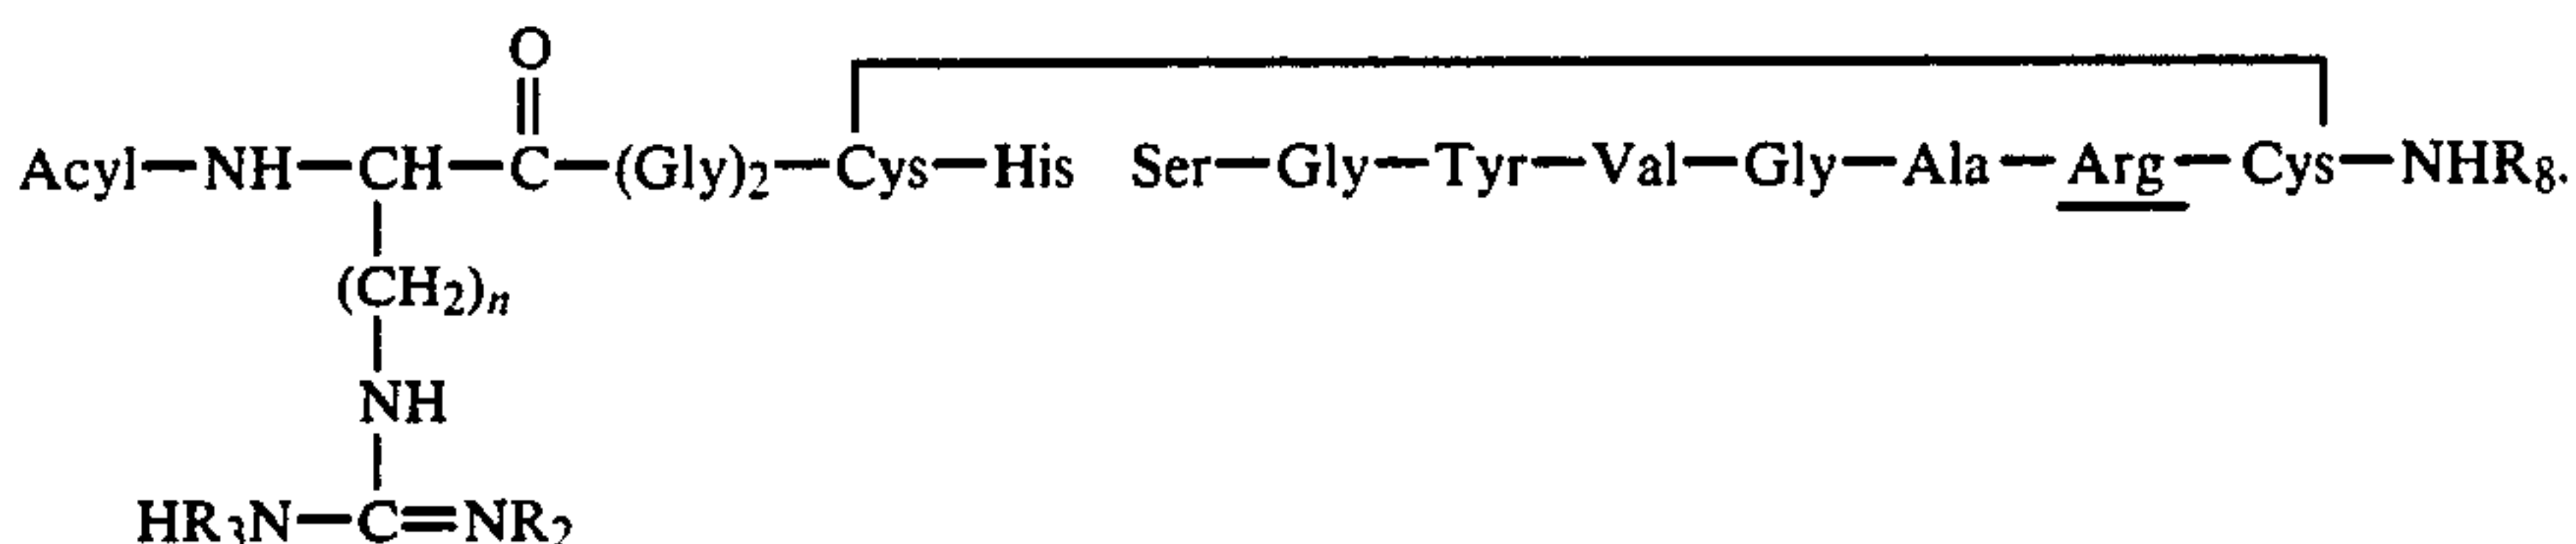 O
Acyl—NH—CH—C—(Gly)2—Cys—His Ser—Gly—Tyr—Val—Gly—Ala—Arg—Cys—NHR8.
(CH2)n
NH
HR3N—C=NR2